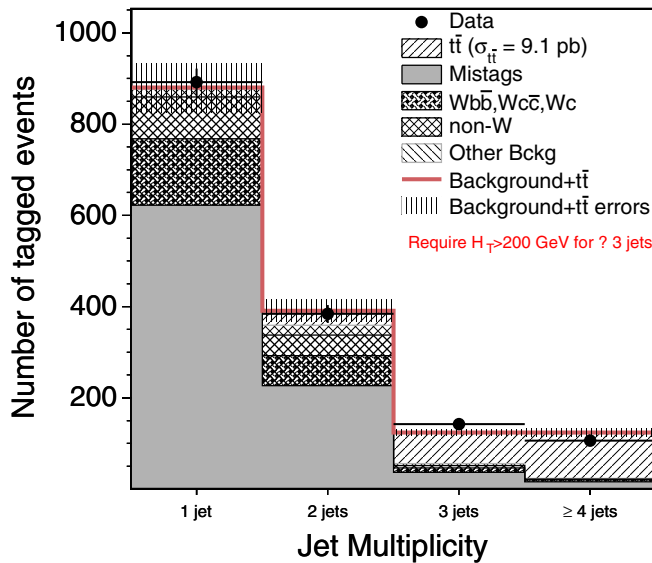 1000
800
600
400
200
Number of tagged events
Data
tt̄ (σtt̄ = 9.1 pb)
Mistags
Wbb̄,Wcc̄,Wc
non-W
Other Bckg
Background+tt̄
Background+tt̄ errors
Require HT>200 GeV for ? 3 jets
1 jet
2 jets
3 jets
≥ 4 jets
Jet Multiplicity